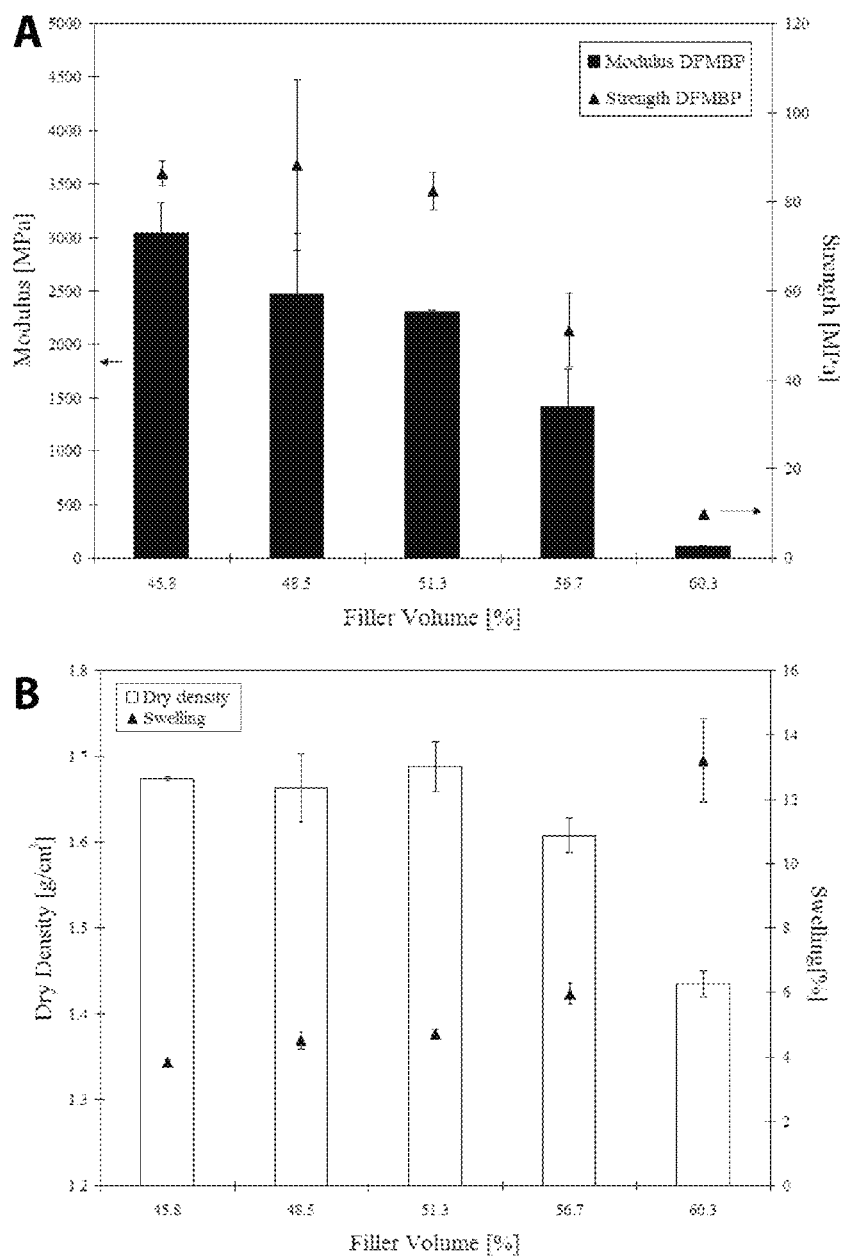 A
Modulus DFMBP
Strength DFMBP
Modulus [MPa]
5000
4500
4000
3500
3000
2500
2000
1500
1000
500
0
Strength [MPa]
120
100
80
60
40
20
0
45.8 48.5 51.3 56.7 60.3
Filler Volume [%]
B
Dry density
Swelling
Dry Density [g/cm³]
1.8
1.7
1.6
1.5
1.4
1.3
1.2
Swelling[%]
16
14
12
10
8
6
4
2
0
45.8 48.5 51.3 56.7 60.3
Filler Volume [%]